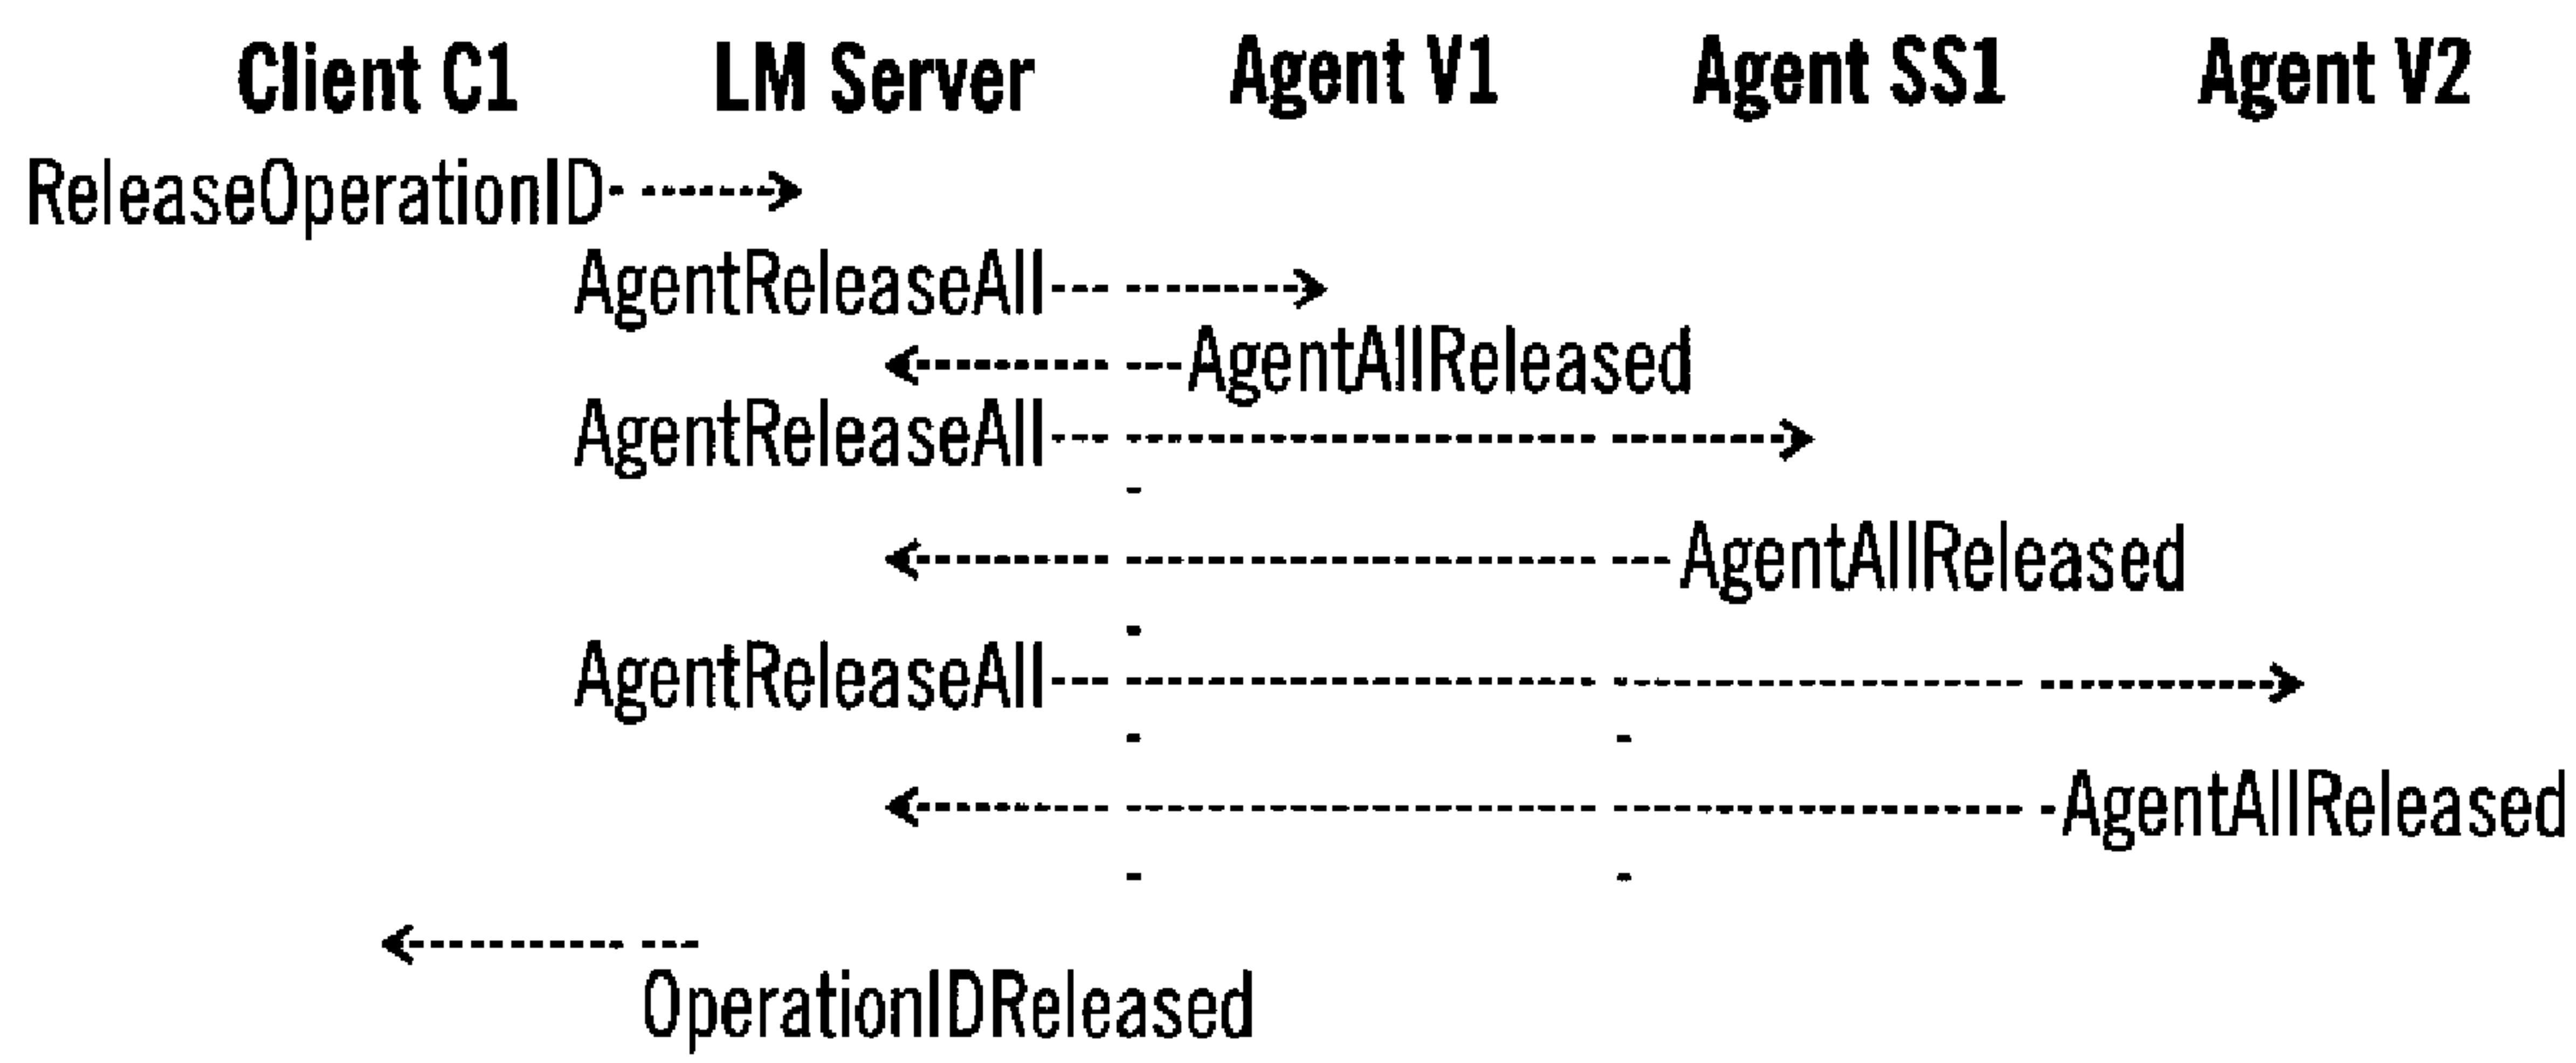 Client C1 LM Server Agent V1 Agent SS1 Agent V2
ReleaseOperationID
AgentReleaseAll
AgentAllReleased
AgentReleaseAll
AgentAllReleased
AgentReleaseAll
AgentAllReleased
OperationIDReleased